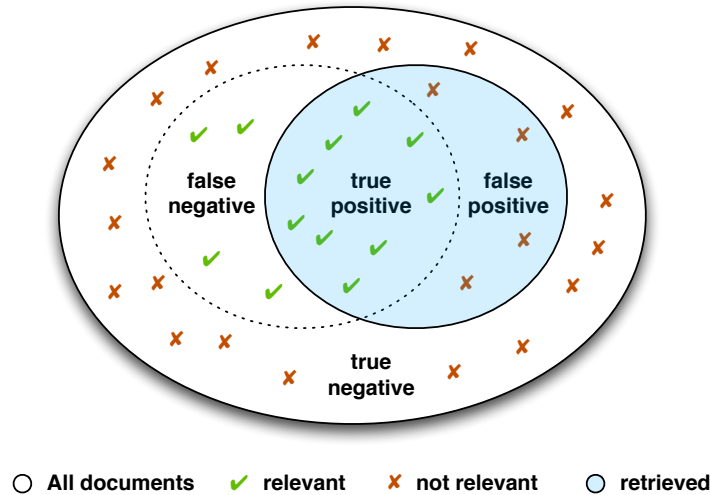 false
negative
true
positive
false
positive
true
negative
All documents
relevant
not relevant
retrieved